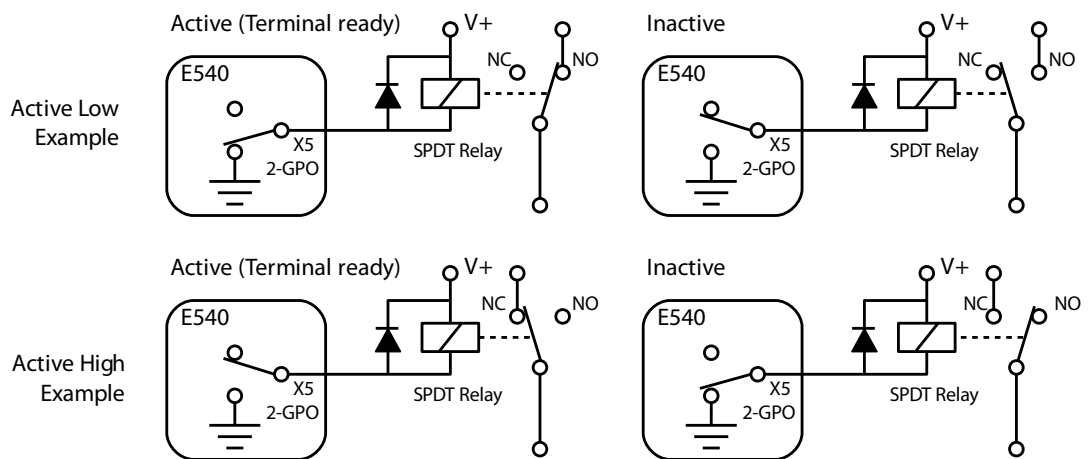 Active (Terminal ready)
V+
Inactive
V+
E540
NC
NO
E540
NC
NO
Active Low
Example
X5
2-GPO
SPDT Relay
X5
2-GPO
SPDT Relay
Active (Terminal ready)
V+
Inactive
V+
E540
NC
NO
E540
NC
NO
Active High
Example
X5
2-GPO
SPDT Relay
X5
2-GPO
SPDT Relay